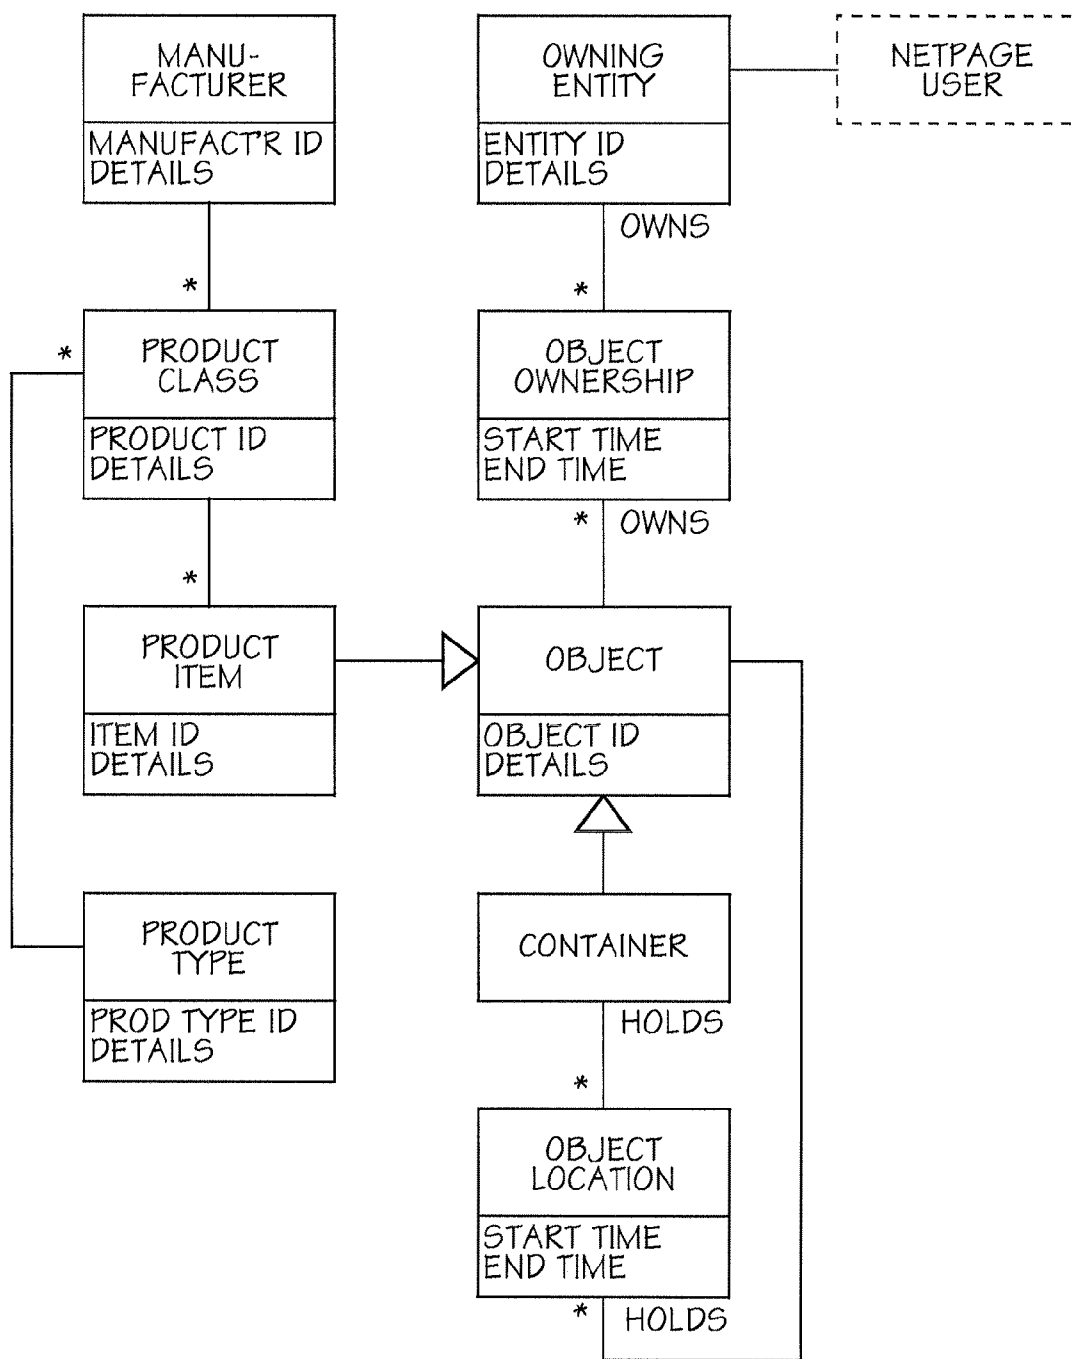 MANU-
FACTURER
MANUFACT'R ID
DETAILS
OWNING
ENTITY
ENTITY ID
DETAILS
NETPAGE
USER
OWNS
*
*
*
PRODUCT
CLASS
PRODUCT ID
DETAILS
OBJECT
OWNERSHIP
START TIME
END TIME
* OWNS
*
PRODUCT
ITEM
ITEM ID
DETAILS
OBJECT
OBJECT ID
DETAILS
PRODUCT
TYPE
PROD TYPE ID
DETAILS
CONTAINER
HOLDS
*
OBJECT
LOCATION
START TIME
END TIME
* HOLDS